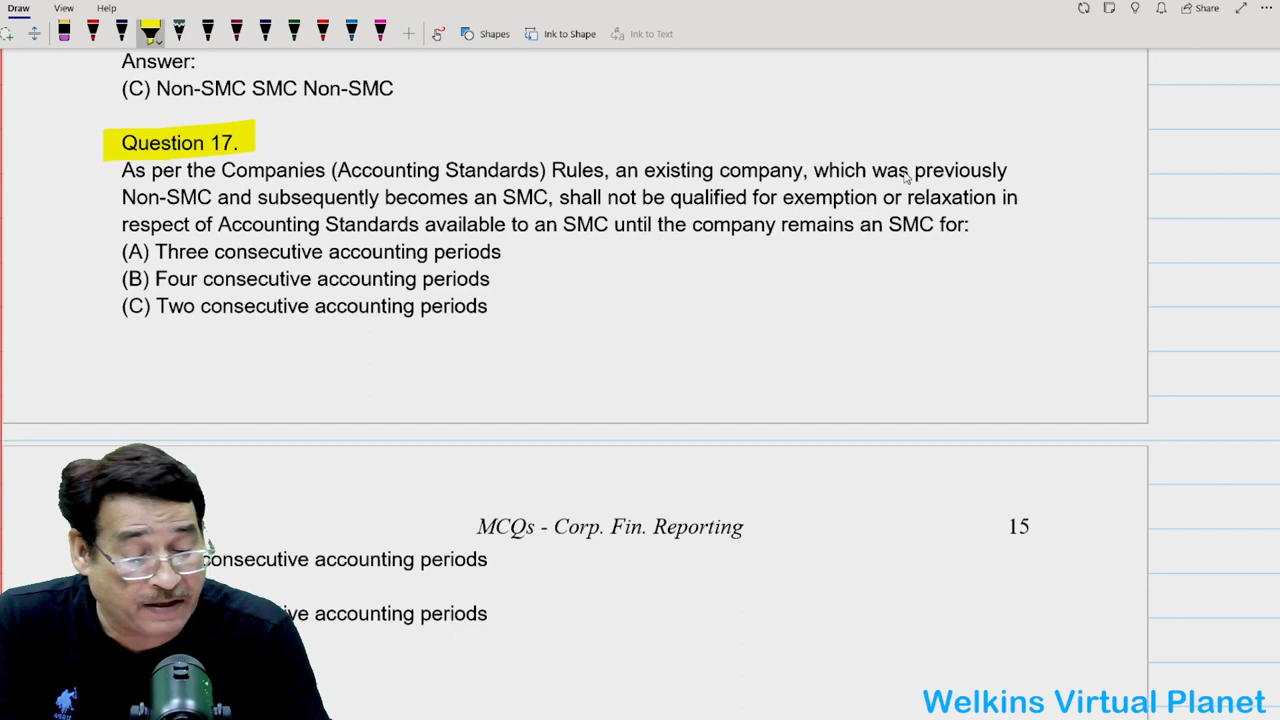 Draw View Help
Share
Shapes Ink to Shape Ink to Text
Answer:
(C) Non-SMC SMC Non-SMC
Question 17.
As per the Companies (Accounting Standards) Rules, an existing company, which was previously
Non-SMC and subsequently becomes an SMC, shall not be qualified for exemption or relaxation in
respect of Accounting Standards available to an SMC until the company remains an SMC for:
(A) Three consecutive accounting periods
(B) Four consecutive accounting periods
(C) Two consecutive accounting periods
MCQs - Corp. Fin. Reporting 15
consecutive accounting periods
accounting periods
Welkins Virtual Planet